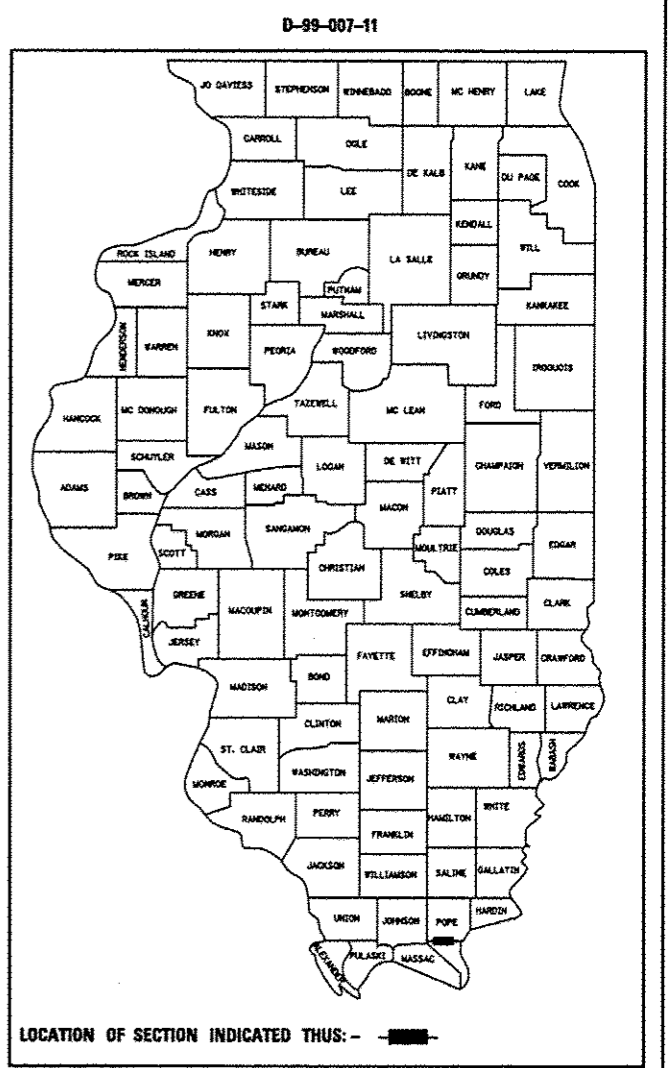 D-99-007-11
JO DAVIESS STEPHENSON WINNEBAGO BOONE MC HENRY LAKE
CARROLL OGLE DE KALB KANE DU PAGE COOK
WHITESIDE LEE KENDALL WILL
ROCK ISLAND HENRY BUREAU LA SALLE GRUNDY
MERCER PUTNAM KANKAKEE
HENDERSON WARREN KNOX STARK MARSHALL LIVINGSTON
PEORIA WOODFORD IROQUOIS
HANCOCK MC DONOUGH FULTON TAZEWELL MC LEAN FORD
SCHUYLER MASON LOGAN DE WITT CHAMPAIGN VERMILION
ADAMS BROWN CASS MENARD MACON PIATT
PIKE SCOTT MORGAN SANGAMON MOULTRIE DOUGLAS EDGAR
CHRISTIAN COLES
CALHOUN GREENE MACOUPIN MONTGOMERY SHELBY CUMBERLAND CLARK
JERSEY FAYETTE EFFINGHAM JASPER CRAWFORD
MADISON BOND CLAY RICHLAND LAWRENCE
CLINTON MARION
ST. CLAIR WAYNE EDWARDS WABASH
MONROE WASHINGTON JEFFERSON
RANDOLPH PERRY HAMILTON WHITE
FRANKLIN
JACKSON WILLIAMSON SALINE GALLATIN
UNION JOHNSON POPE HARDIN
ALEXANDER PULASKI MASSAC
LOCATION OF SECTION INDICATED THUS: -